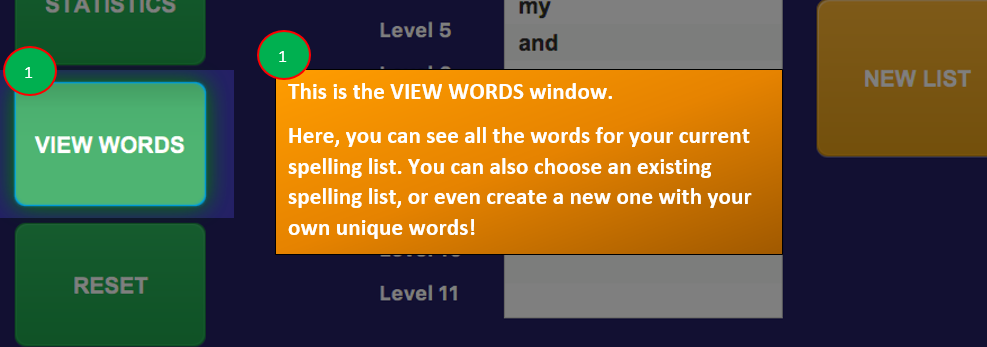 STATISTICS
my
Level 5
and
1
1
This is the VIEW WORDS window.
NEW LIST
VIEW WORDS
Here, you can see all the words for your current
spelling list. You can also choose an existing
spelling list, or even create a new one with your
own unique words!
RESET
Level 11